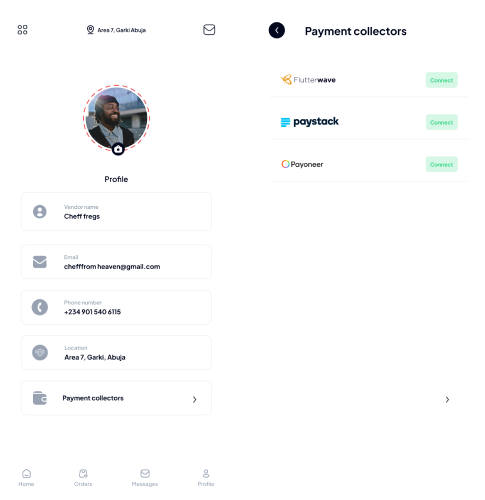 Area 7, Garki Abuja
Profile
Vendor name
Cheff fregs
Email
chefffrom heaven@gmail.com
Phone number
+234 901 540 6115
Location
Area 7, Garki, Abuja
Payment collectors
Home
Orders
Messages
Profile
Payment collectors
Flutterwave
Connect
paystack
Connect
Payoneer
Connect